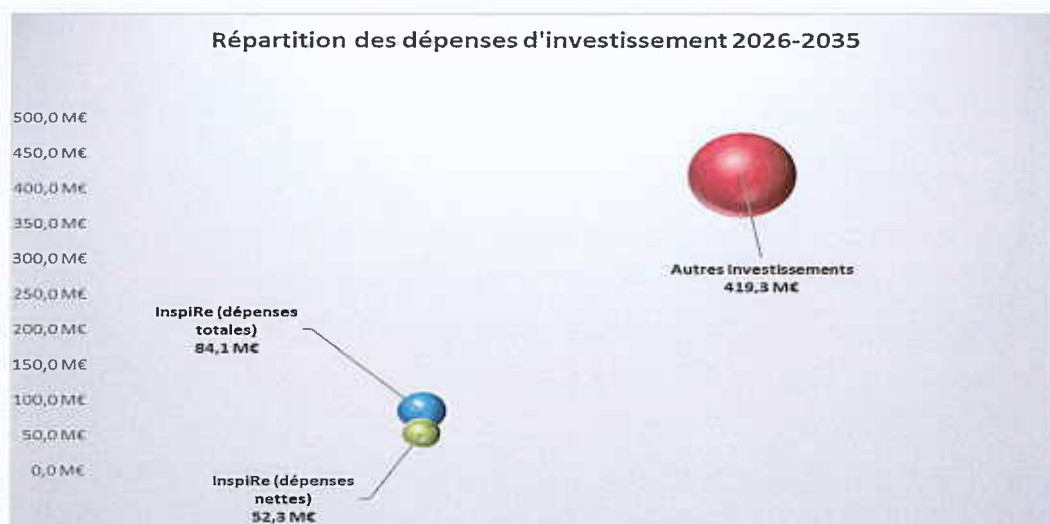 Répartition des dépenses d'investissement 2026-2035
500,0 M€
450,0 M€
400,0 M€
350,0 M€
300,0 M€
250,0 M€
200,0 M€
150,0 M€
100,0 M€
50,0 M€
0,0 M€
Autres Investissements
419,3 M€
InspiRe (dépenses
totales)
84,1 M€
InspiRe (dépenses
nettes)
52,3 M€